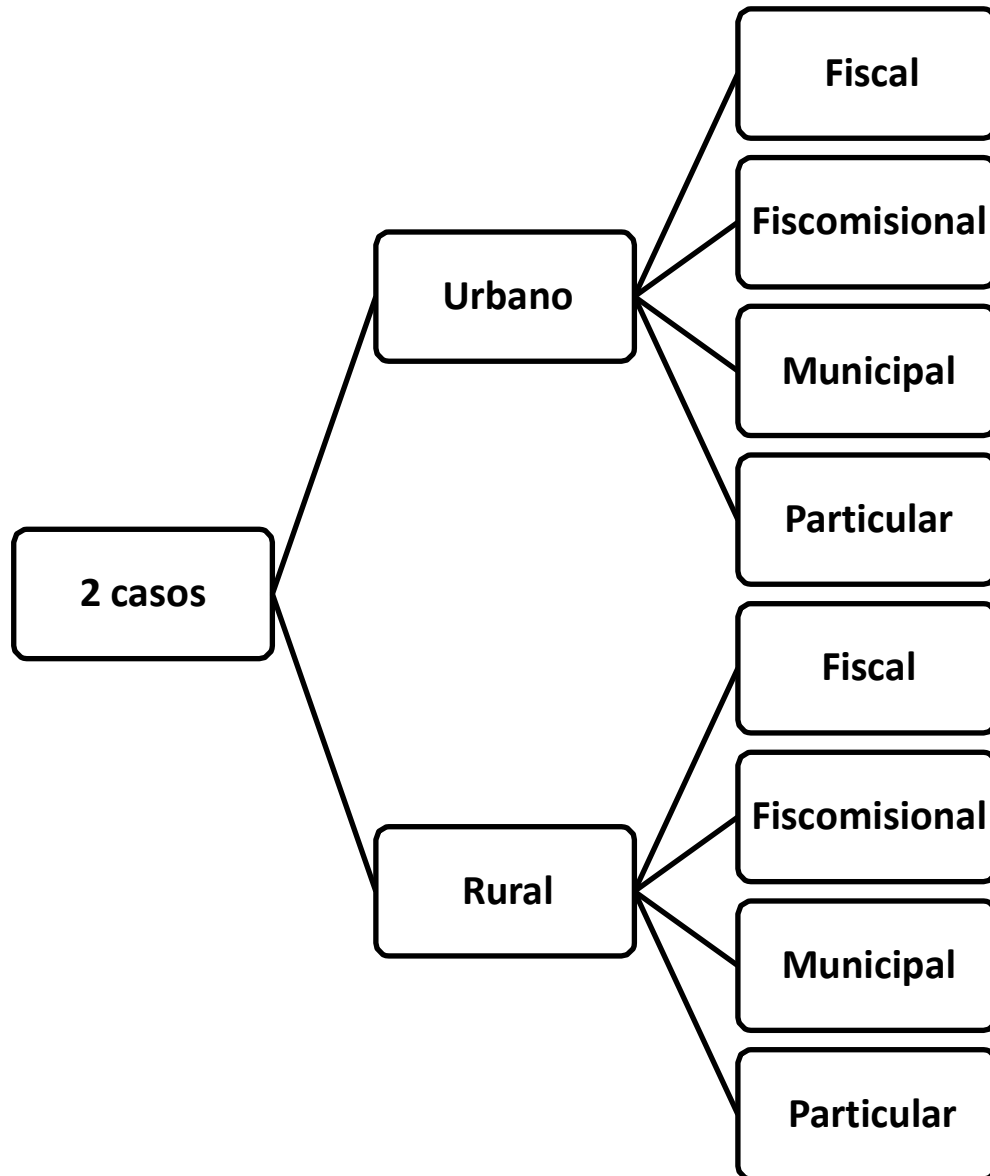 Fiscal
Fiscomisional
Urbano
Municipal
Particular
2 casos
Fiscal
Fiscomisional
Rural
Municipal
Particular